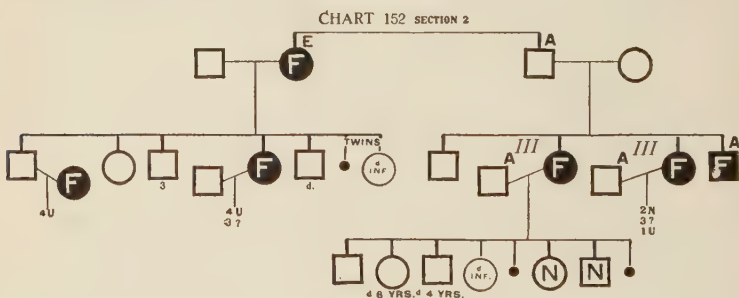 CHART 152 SECTION 2
E A
F
TWINS
III III
A A A
F F d INF. F F F
3 d.
4U 4U 3? 2N 3? 1U
d INF. N N
d 6 YRS. d 4 YRS.